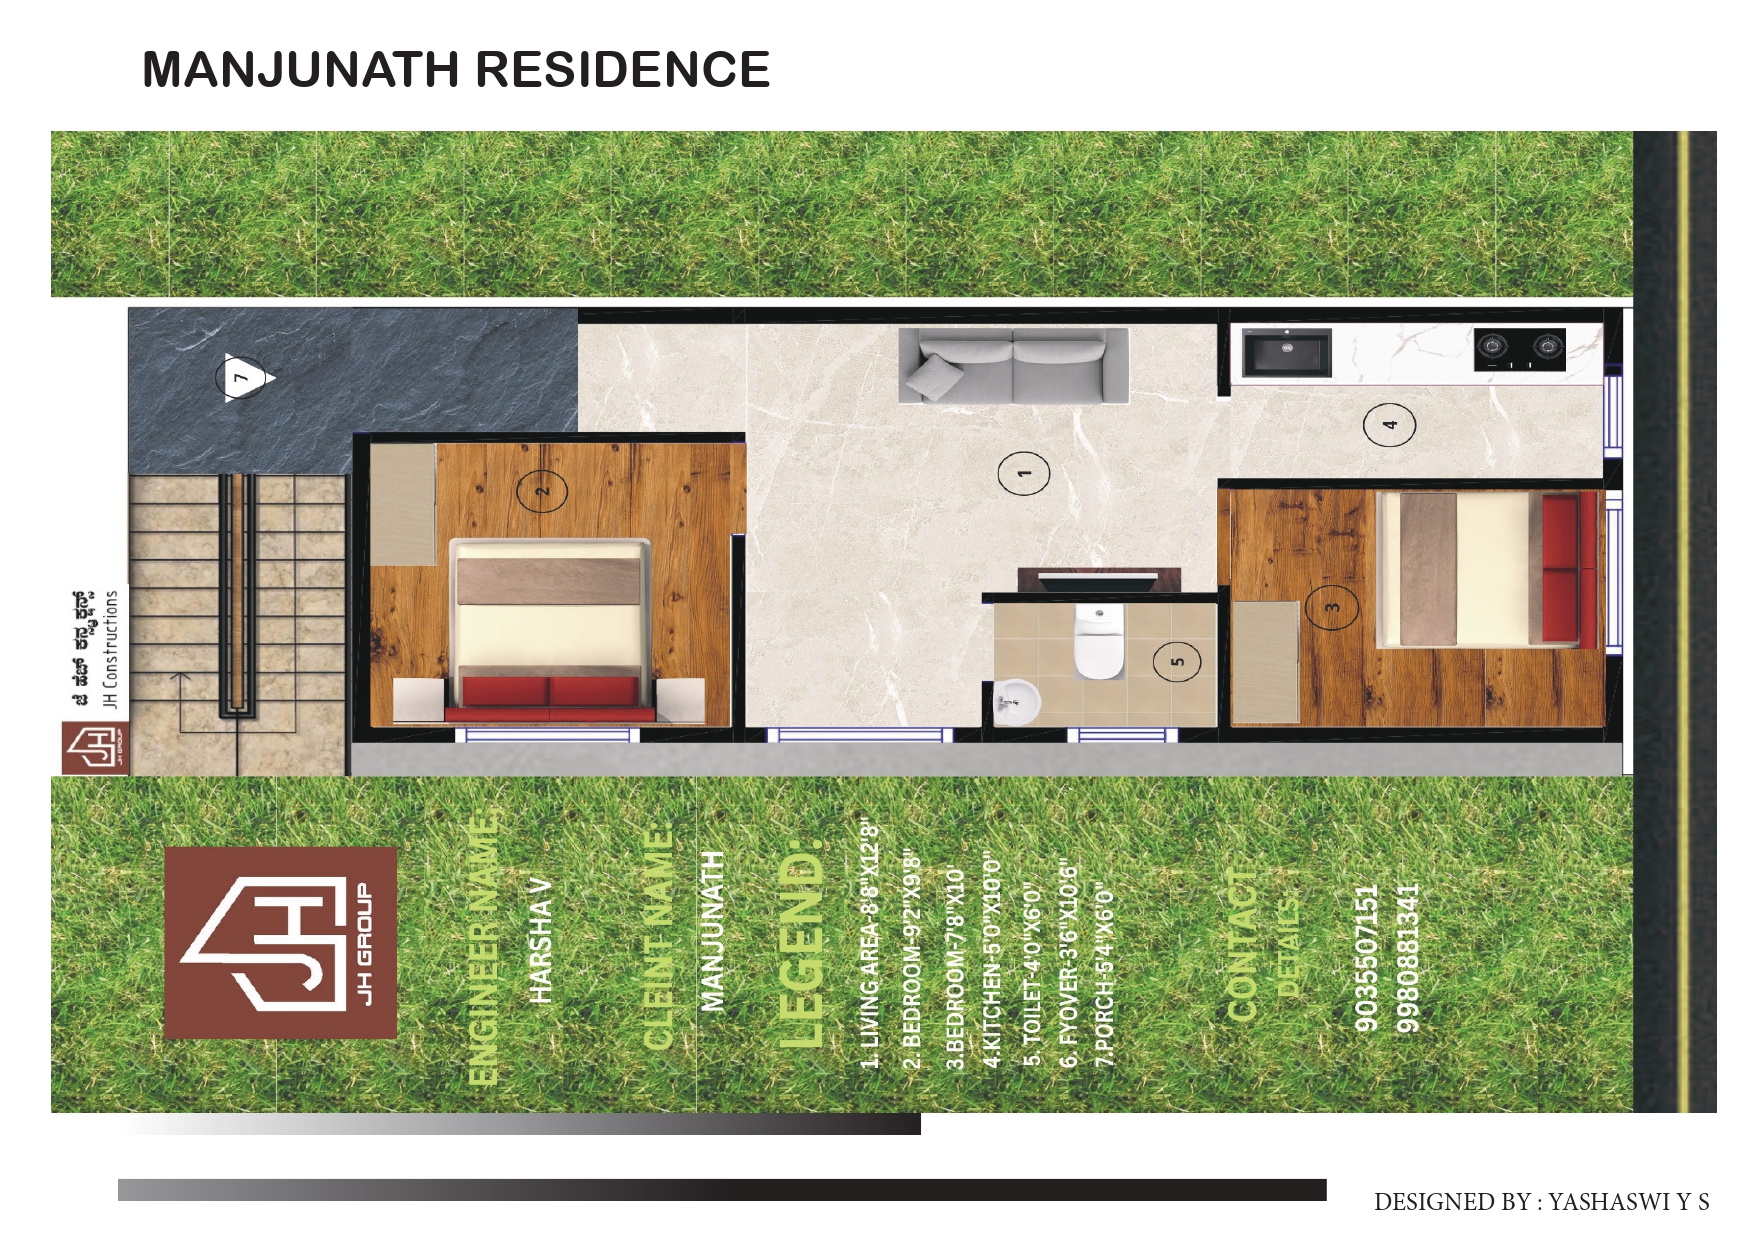 MANJUNATH RESIDENCE
7
2
1
4
3
5
JH Constructions
JH GROUP
JH GROUP
ENGINEER NAME:
HARSHA V
CLEINT NAME:
MANJUNATH
LEGEND:
1. LIVING AREA-8'8"X12'8"
2. BEDROOM-9'2"X9'8"
3.BEDROOM-7'8"X10'
4.KITCHEN-5'0"X10'0"
5. TOILET-4'0"X6'0"
6. FYOVER-3'6"X10'6"
7.PORCH-5'4"X6'0"
CONTACT
DETAILS:
9035507151
9980881341
DESIGNED BY : YASHASWI Y S